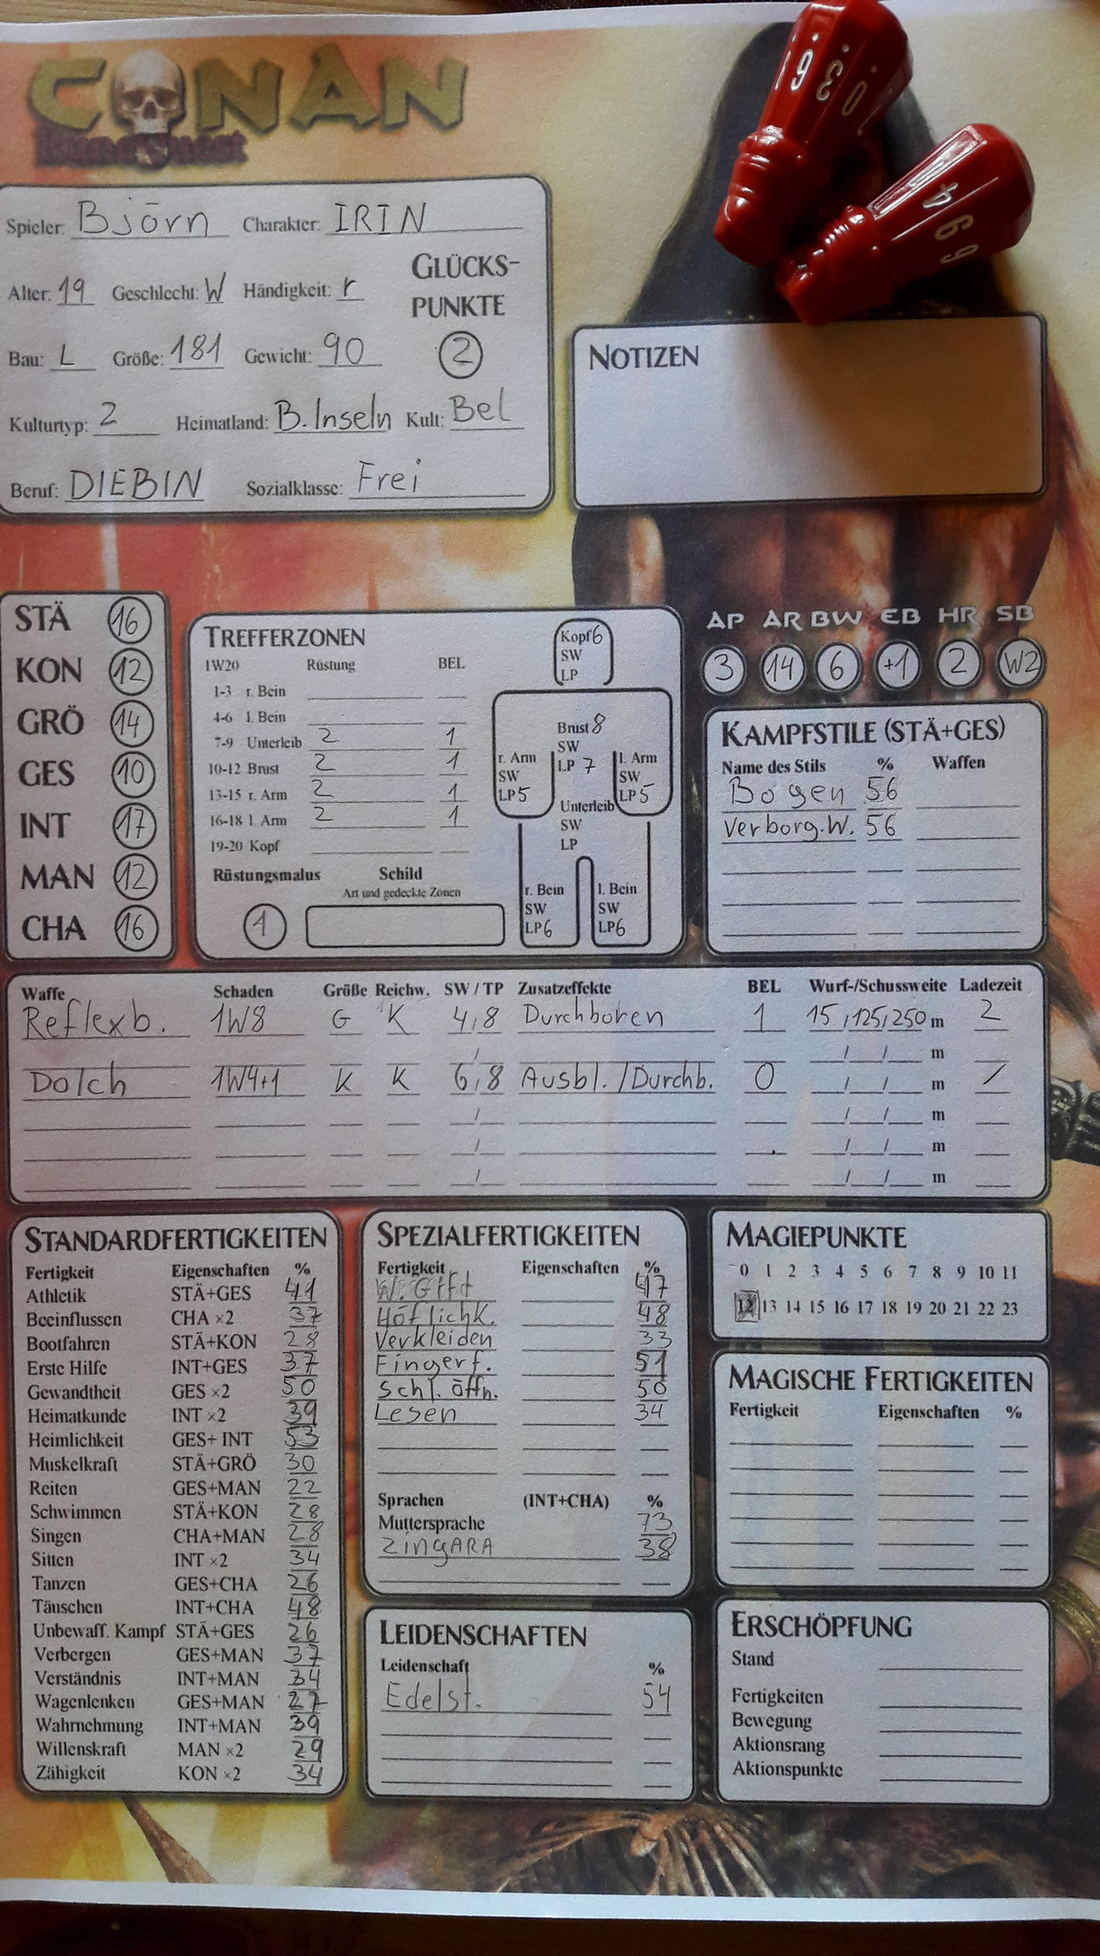 CONAN
RuneQuest
Spieler: Björn Charakter: IRIN
Alter: 19 Geschlecht: W Händigkeit: r
GLÜCKS-
PUNKTE
2
Bau: L Größe: 181 Gewicht: 90
Kulturtyp: 2 Heimatland: B. Inseln Kult: Bel
Beruf: DIEBIN Sozialklasse: Frei
NOTIZEN
STÄ 16
KON 12
GRÖ 14
GES 10
INT 17
MAN 12
CHA 16
TREFFERZONEN
1W20 Rüstung BEL
1-3 r. Bein
4-6 l. Bein
7-9 Unterleib 2 1
10-12 Brust 2 1
13-15 r. Arm 2 1
16-18 l. Arm 2 1
19-20 Kopf
Rüstungsmalus Schild
Art und gedeckte Zonen
1
Kopf 6
SW
LP
Brust 8
SW
LP 7
r. Arm
SW
LP 5
l. Arm
SW
LP 5
Unterleib
SW
LP
r. Bein
SW
LP 6
l. Bein
SW
LP 6
AP AR BW EB HR SB
3 14 6 +1 2 W2
KAMPFSTILE (STÄ+GES)
Name des Stils % Waffen
Bogen 56
Verborg. W. 56
Waffe Schaden Größe Reichw. SW / TP Zusatzeffekte BEL Wurf-/Schussweite Ladezeit
Reflexb. 1W8 G K 4,8 Durchbohren 1 15/125/250 m 2
/ / / m
Dolch 1W4+1 K K 6,8 Ausbl./Durchb. 0 / / m /
/ / / m
/ / / m
/ / / m
STANDARDFERTIGKEITEN
Fertigkeit Eigenschaften %
Athletik STÄ+GES 41
Beeinflussen CHA ×2 37
Bootfahren STÄ+KON 28
Erste Hilfe INT+GES 37
Gewandtheit GES ×2 50
Heimatkunde INT ×2 39
Heimlichkeit GES+ INT 53
Muskelkraft STÄ+GRÖ 30
Reiten GES+MAN 22
Schwimmen STÄ+KON 28
Singen CHA+MAN 28
Sitten INT ×2 34
Tanzen GES+CHA 26
Täuschen INT+CHA 48
Unbewaff. Kampf STÄ+GES 26
Verbergen GES+MAN 37
Verständnis INT+MAN 34
Wagenlenken GES+MAN 27
Wahrnehmung INT+MAN 39
Willenskraft MAN ×2 29
Zähigkeit KON ×2 34
SPEZIALFERTIGKEITEN
Fertigkeit Eigenschaften %
47
Höflichk. 48
Verkleiden 33
Fingerf. 51
Schl. öffn. 50
Lesen 34
Sprachen (INT+CHA) %
Muttersprache 73
ZingARA 38
LEIDENSCHAFTEN
Leidenschaft %
Edelst. 54
MAGIEPUNKTE
0 1 2 3 4 5 6 7 8 9 10 11
12 13 14 15 16 17 18 19 20 21 22 23
MAGISCHE FERTIGKEITEN
Fertigkeit Eigenschaften %
ERSCHÖPFUNG
Stand
Fertigkeiten
Bewegung
Aktionsrang
Aktionspunkte